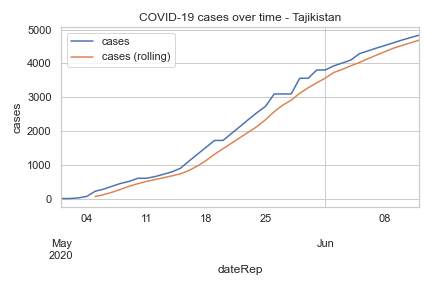 COVID-19 cases over time - Tajikistan
cases
cases (rolling)
5000
4000
3000
2000
1000
0
cases
04 11 18 25 08
May Jun
2020
dateRep